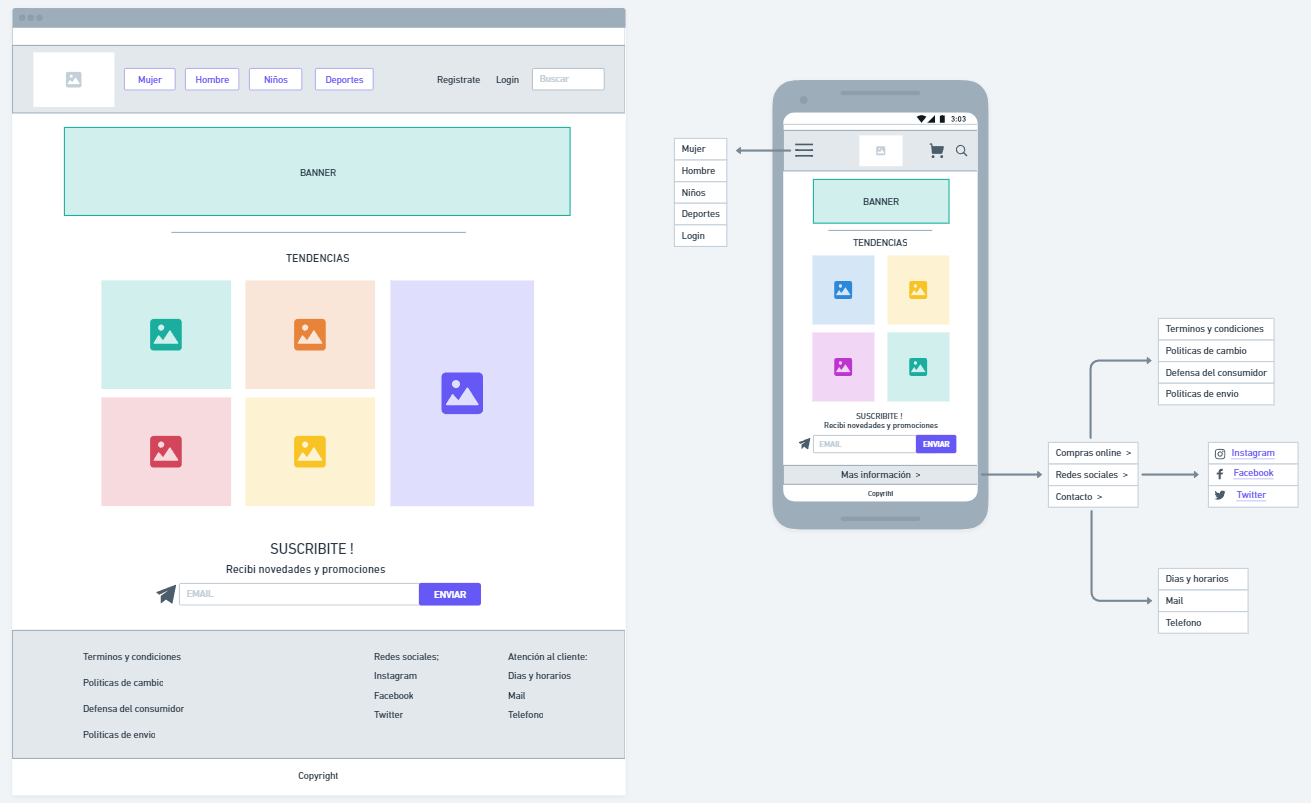 Mujer
Hombre
Niños
Deportes
Registrate
Login
Buscar
BANNER
TENDENCIAS
SUSCRIBITE !
Recibi novedades y promociones
EMAIL
ENVIAR
Terminos y condiciones
Politicas de cambio
Defensa del consumidor
Politicas de envio
Redes sociales;
Instagram
Facebook
Twitter
Atención al cliente:
Dias y horarios
Mail
Telefono
Copyright
Mujer
Hombre
Niños
Deportes
Login
3:03
BANNER
TENDENCIAS
SUSCRIBITE !
Recibi novedades y promociones
EMAIL
ENVIAR
Mas información >
Copyriht
Compras online >
Redes sociales >
Contacto >
Terminos y condiciones
Politicas de cambio
Defensa del consumidor
Politicas de envio
Instagram
Facebook
Twitter
Dias y horarios
Mail
Telefono